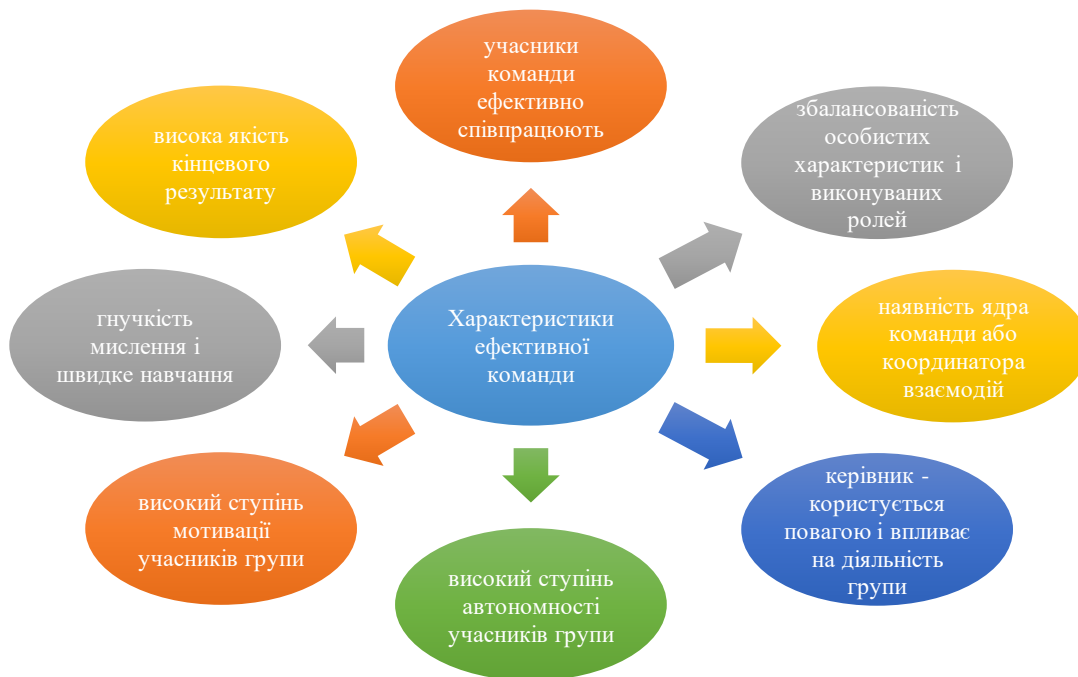 учасники
команди
ефективно
співпрацюють
збалансованість
особистих
характеристик і
виконуваних
ролей
наявність ядра
команди або
координатора
взаємодій
керівник -
користується
повагою і впливає
на діяльність
групи
високий ступінь
автономності
учасників групи
високий ступінь
мотивації
учасників групи
гнучкість
мислення і
швидке навчання
висока якість
кінцевого
результату
Характеристики
ефективної
команди